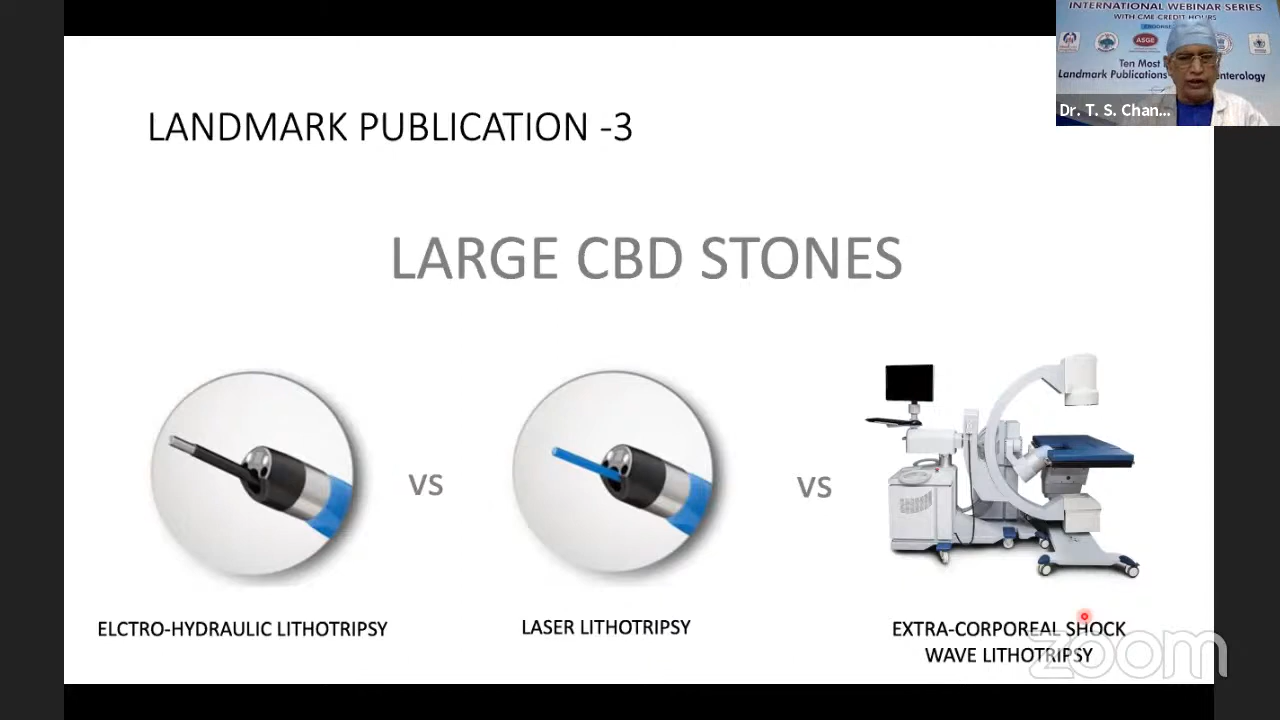 INTERNATIONAL WEBINAR SERIES
WITH CME CREDIT HOURS
ASGE
Ten Most
Landmark Publications
enterology
Dr. T. S. Chan...
LANDMARK PUBLICATION -3
LARGE CBD STONES
VS
VS
ELCTRO-HYDRAULIC LITHOTRIPSY
LASER LITHOTRIPSY
EXTRA-CORPOREAL SHOCK
WAVE LITHOTRIPSY
zoom